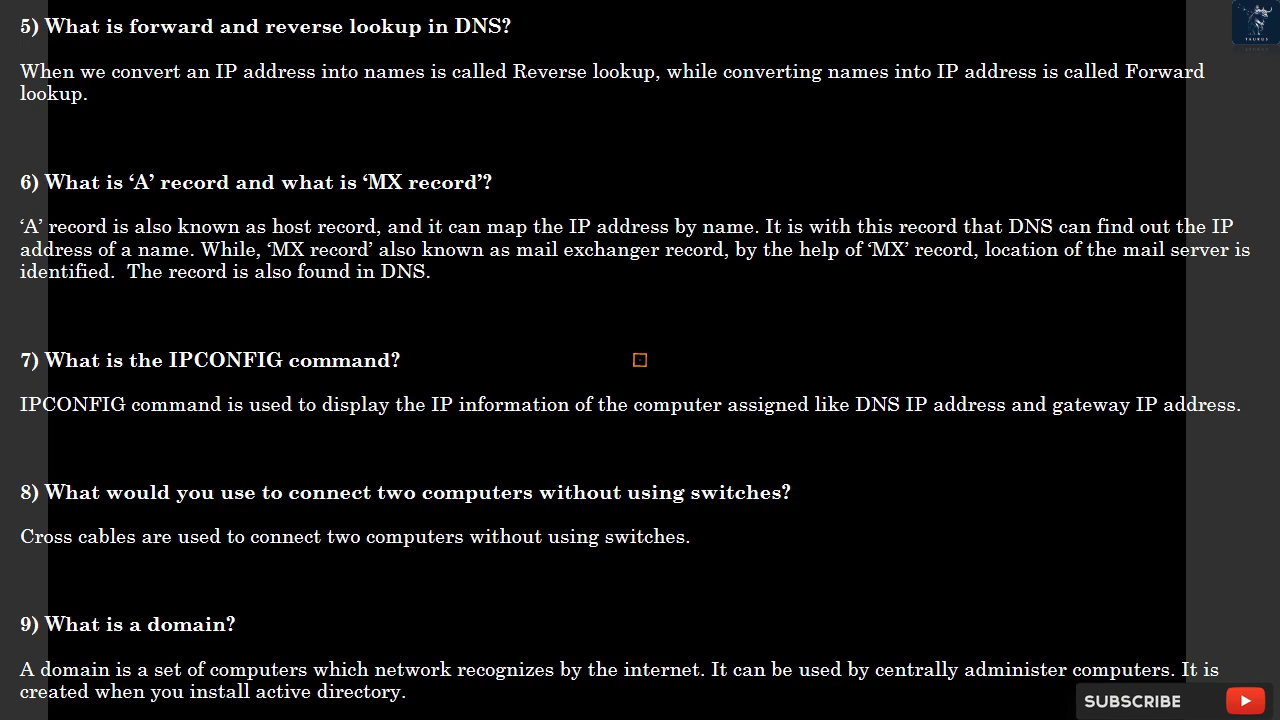 5) What is forward and reverse lookup in DNS?
When we convert an IP address into names is called Reverse lookup, while converting names into IP address is called Forward
lookup.
6) What is ‘A’ record and what is ‘MX record’?
‘A’ record is also known as host record, and it can map the IP address by name. It is with this record that DNS can find out the IP
address of a name. While, ‘MX record’ also known as mail exchanger record, by the help of ‘MX’ record, location of the mail server is
identified.  The record is also found in DNS.
7) What is the IPCONFIG command?
IPCONFIG command is used to display the IP information of the computer assigned like DNS IP address and gateway IP address.
8) What would you use to connect two computers without using switches?
Cross cables are used to connect two computers without using switches.
9) What is a domain?
A domain is a set of computers which network recognizes by the internet. It can be used by centrally administer computers. It is
created when you install active directory.
TAURUS
SUBSCRIBE